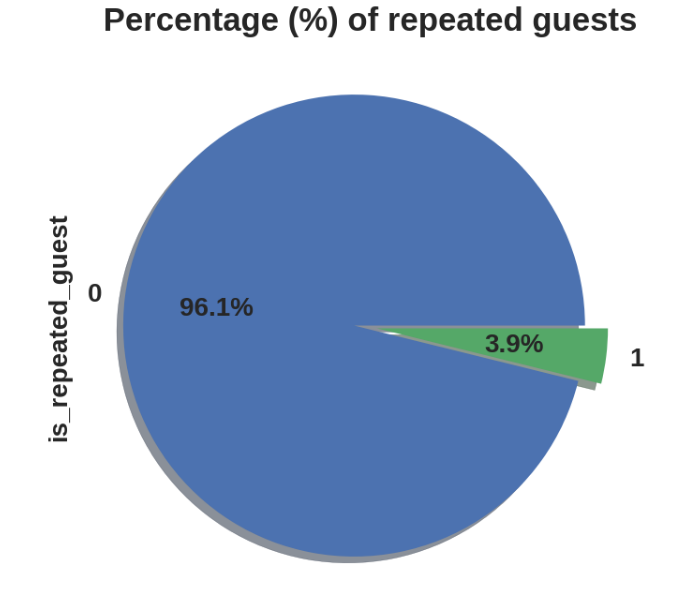 Percentage (%) of repeated guests
is_repeated_guest
0
96.1%
3.9%
1